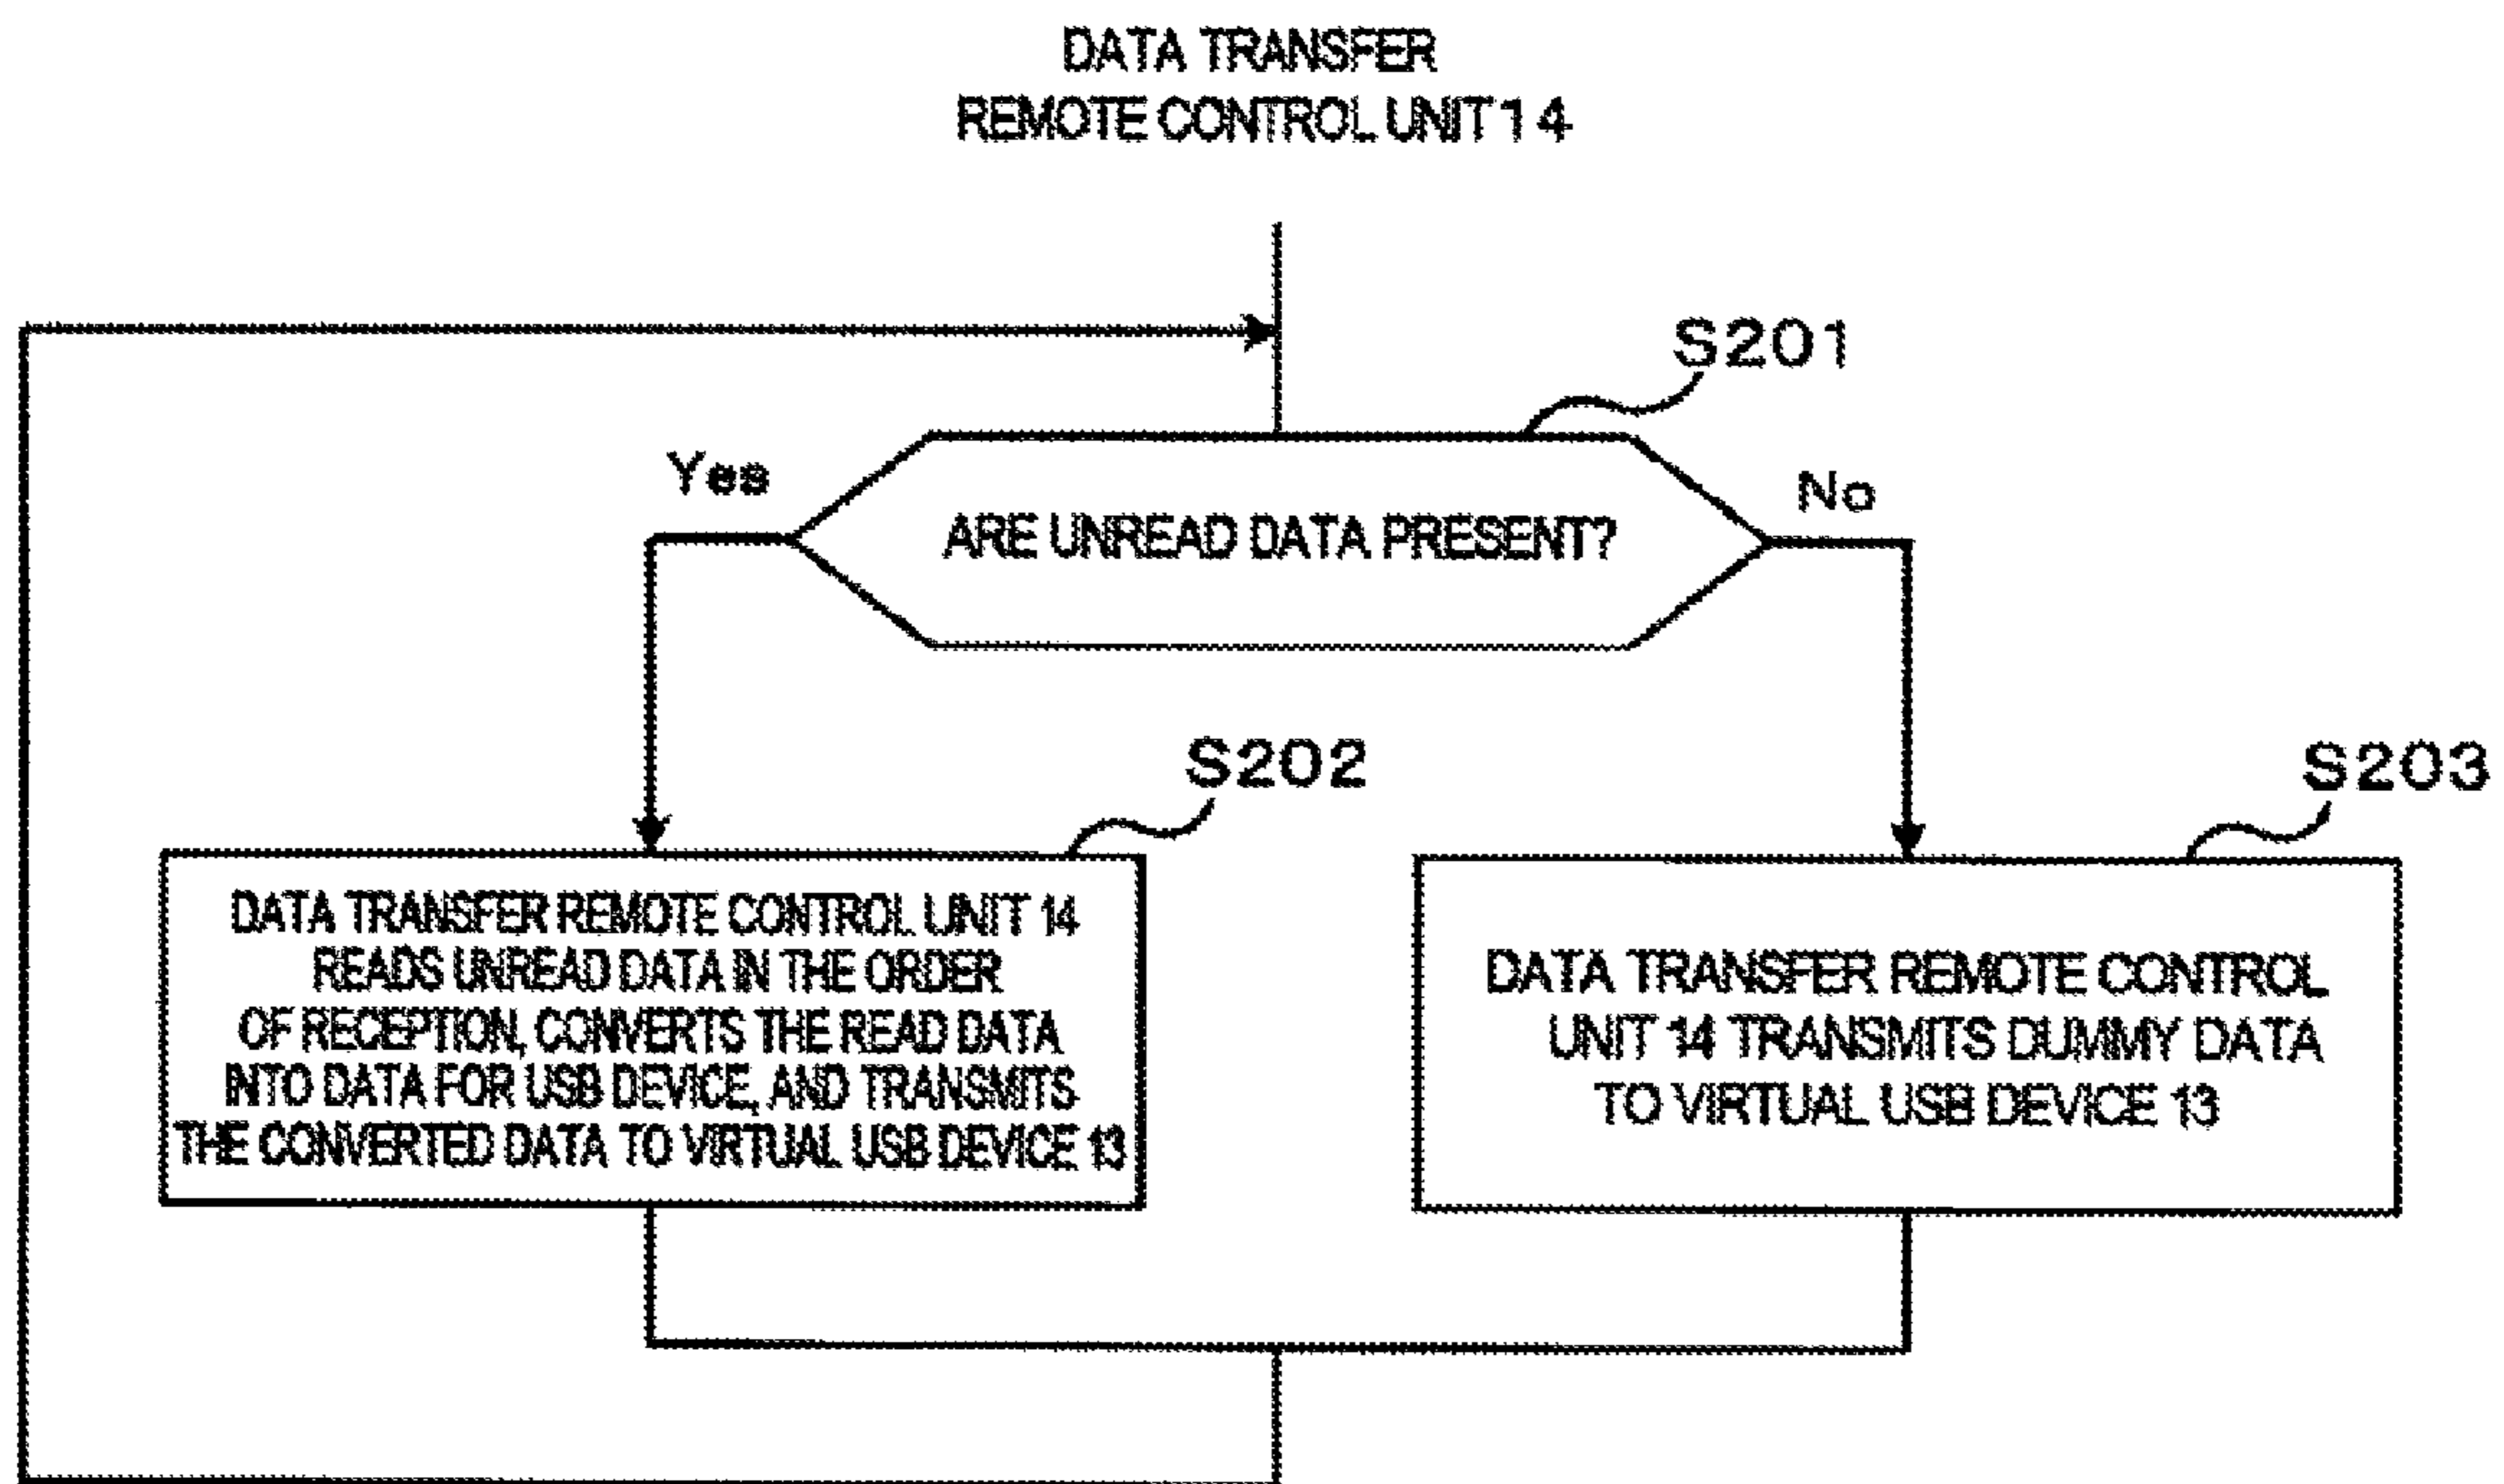 DATA TRANSFER
REMOTE CONTROL UNIT 14
S201
Yes
No
ARE UNREAD DATA PRESENT?
S202
S203
DATA TRANSFER REMOTE CONTROL UNIT 14
READS UNREAD DATA IN THE ORDER
OF RECEPTION, CONVERTS THE READ DATA
INTO DATA FOR USB DEVICE, AND TRANSMITS
THE CONVERTED DATA TO VIRTUAL USB DEVICE 13
DATA TRANSFER REMOTE CONTROL
UNIT 14 TRANSMITS DUMMY DATA
TO VIRTUAL USB DEVICE 13